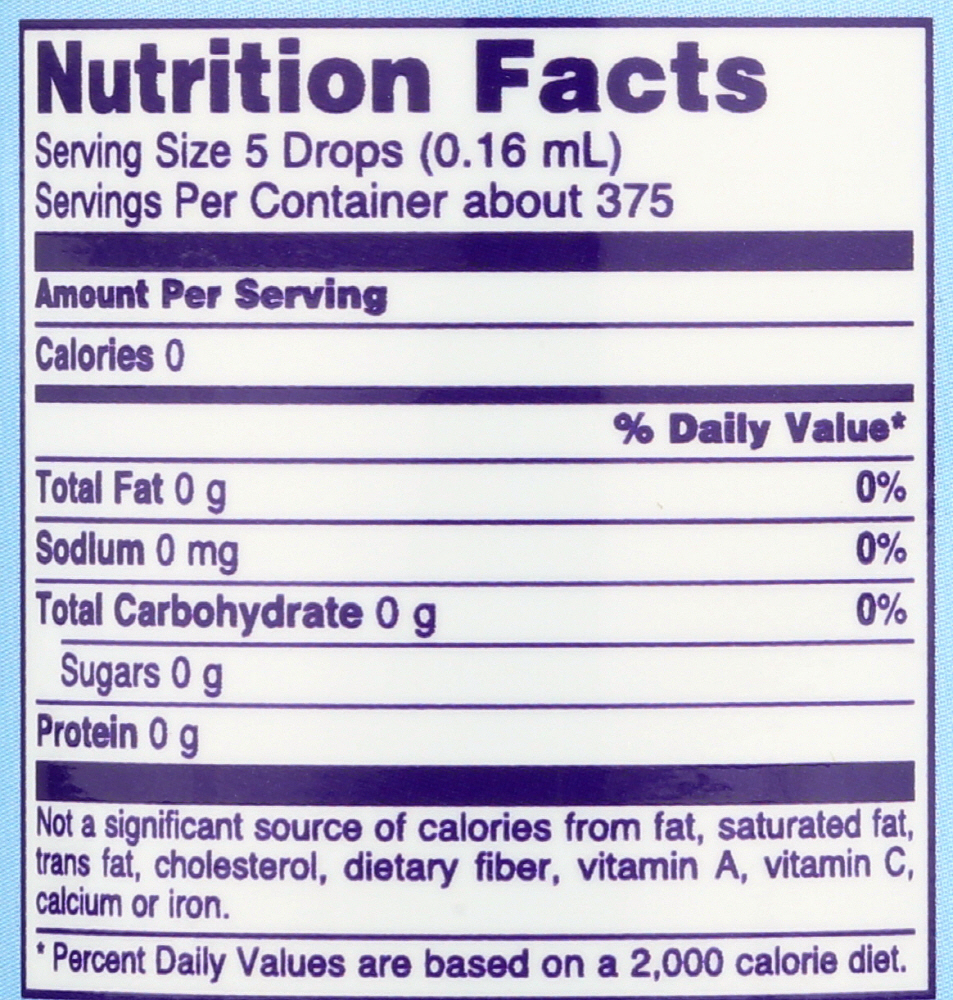 Nutrition Facts
Serving Size 5 Drops (0.16 mL)
Servings Per Container about 375
Amount Per Serving
Calories 0
% Daily Value*
Total Fat 0 g 0%
Sodium 0 mg 0%
Total Carbohydrate 0 g 0%
Sugars 0 g
Protein 0 g
Not a significant source of calories from fat, saturated fat,
trans fat, cholesterol, dietary fiber, vitamin A, vitamin C,
calcium or iron.
* Percent Daily Values are based on a 2,000 calorie diet.